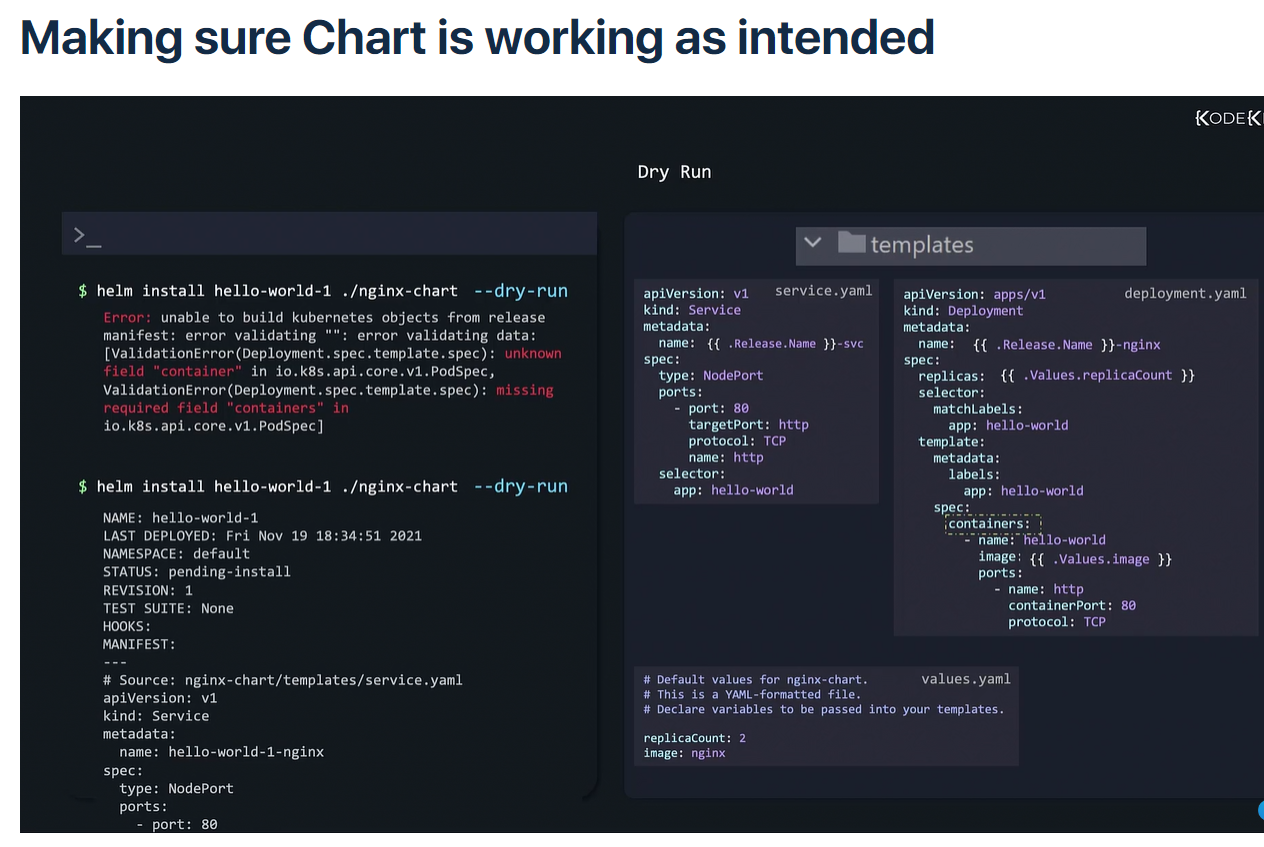 Making sure Chart is working as intended
Dry Run
>_
$ helm install hello-world-1 ./nginx-chart --dry-run
Error: unable to build kubernetes objects from release
manifest: error validating "": error validating data:
[ValidationError(Deployment.spec.template.spec): unknown
field "container" in io.k8s.api.core.v1.PodSpec,
ValidationError(Deployment.spec.template.spec): missing
required field "containers" in
io.k8s.api.core.v1.PodSpec]
$ helm install hello-world-1 ./nginx-chart --dry-run
NAME: hello-world-1
LAST DEPLOYED: Fri Nov 19 18:34:51 2021
NAMESPACE: default
STATUS: pending-install
REVISION: 1
TEST SUITE: None
HOOKS:
MANIFEST:
---
# Source: nginx-chart/templates/service.yaml
apiVersion: v1
kind: Service
metadata:
  name: hello-world-1-nginx
spec:
  type: NodePort
  ports:
    - port: 80
templates
service.yaml
apiVersion: v1
kind: Service
metadata:
  name: {{ .Release.Name }}-svc
spec:
  type: NodePort
  ports:
    - port: 80
      targetPort: http
      protocol: TCP
      name: http
  selector:
    app: hello-world
deployment.yaml
apiVersion: apps/v1
kind: Deployment
metadata:
  name: {{ .Release.Name }}-nginx
spec:
  replicas: {{ .Values.replicaCount }}
  selector:
    matchLabels:
      app: hello-world
  template:
    metadata:
      labels:
        app: hello-world
    spec:
      containers:
        - name: hello-world
          image: {{ .Values.image }}
          ports:
            - name: http
              containerPort: 80
              protocol: TCP
values.yaml
# Default values for nginx-chart.
# This is a YAML-formatted file.
# Declare variables to be passed into your templates.
replicaCount: 2
image: nginx